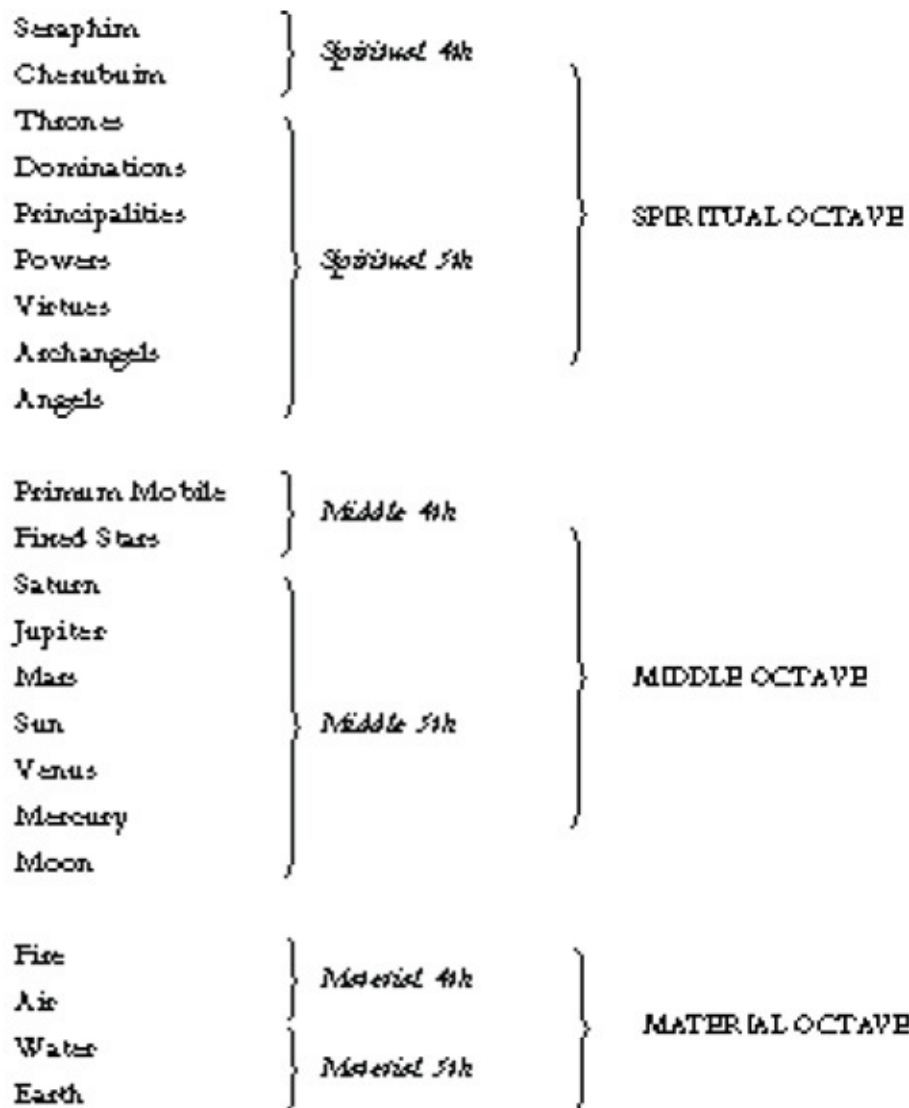 Seraphim
Spiritual 4th
Cherubuim
Thrones
Dominations
Principalities
SPIRITUAL OCTAVE
Powers
Spiritual 5th
Virtues
Archangels
Angels
Primum Mobile
Middle 4th
Fixed Stars
Saturn
Jupiter
Mars
MIDDLE OCTAVE
Sun
Middle 5th
Venus
Mercury
Moon
Fire
Material 4th
Air
MATERIAL OCTAVE
Water
Material 5th
Earth